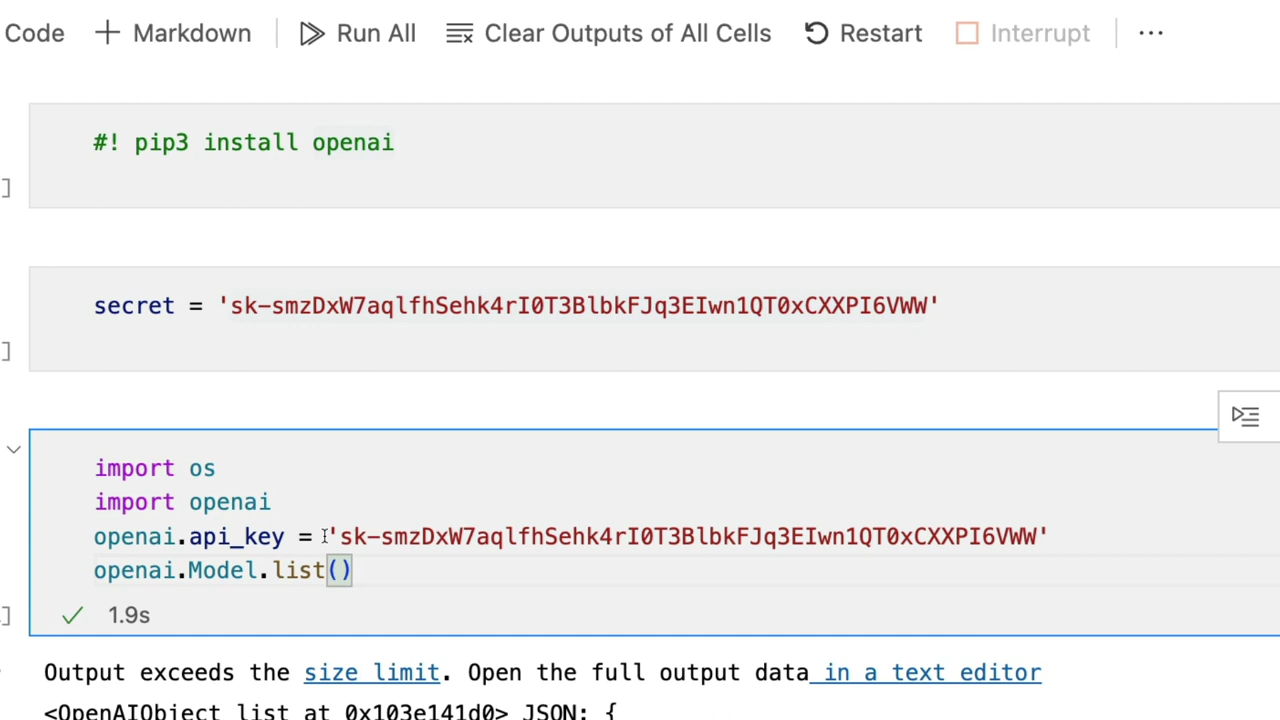 Code + Markdown Run All Clear Outputs of All Cells Restart Interrupt ...
#! pip3 install openai
]
secret = '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'
]
import os
import openai
openai.api_key = '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'
openai.Model.list()
] 1.9s
Output exceeds the size limit. Open the full output data in a text editor
<OpenAIObject list at 0x103e141d0> JSON: {